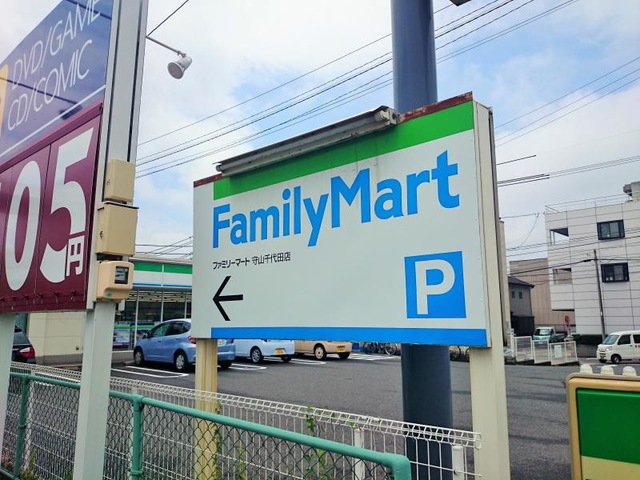 DVD/GAME
CD/COMIC
05円
FamilyMart
ファミリーマート 守山千代田店
P